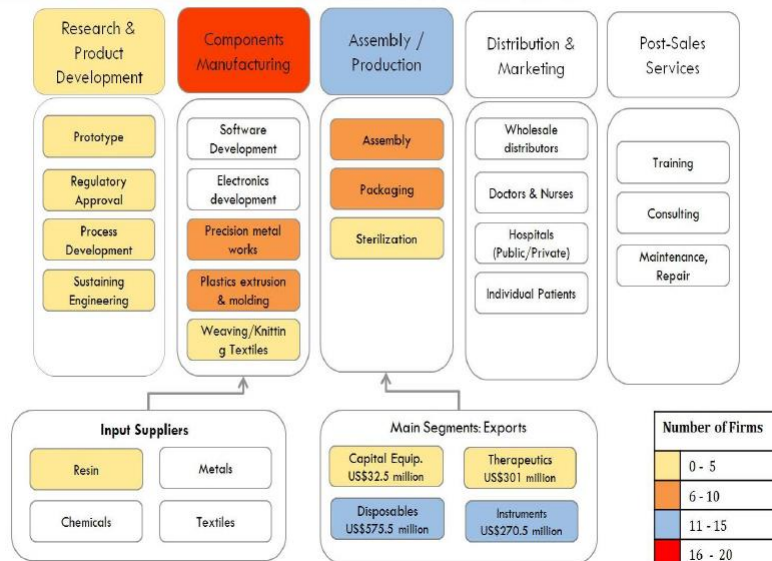 Research &
Product
Development
Components
Manufacturing
Assembly /
Production
Distribution &
Marketing
Post-Sales
Services
Prototype
Regulatory
Approval
Process
Development
Sustaining
Engineering
Software
Development
Electronics
development
Precision metal
works
Plastics extrusion
& molding
Weaving/Knittin
g Textiles
Assembly
Packaging
Sterilization
Wholesale
distributors
Doctors & Nurses
Hospitals
(Public/Private)
Individual Patients
Training
Consulting
Maintenance,
Repair
Input Suppliers
Resin
Metals
Chemicals
Textiles
Main Segments: Exports
Capital Equip.
US$32.5 million
Therapeutics
US$301 million
Disposables
US$575.5 million
Instruments
US$270.5 million
Number of Firms
0 - 5
6 - 10
11 - 15
16 - 20